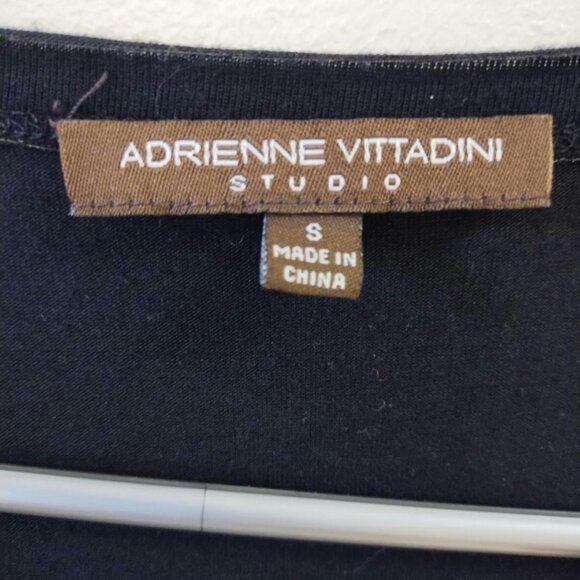 ADRIENNE VITTADINI
STUDIO
S
MADE IN
CHINA